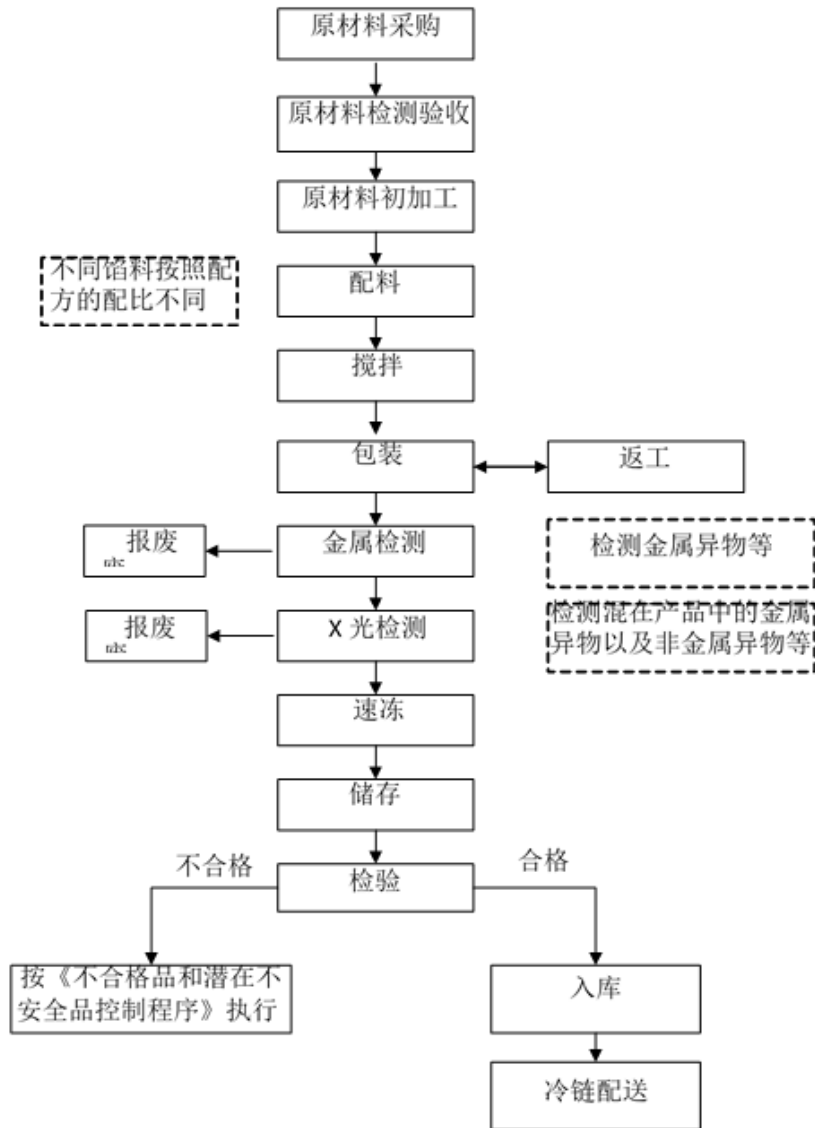 原材料采购
原材料检测验收
原材料初加工
不同馅料按照配
方的配比不同
配料
搅拌
包装
返工
报废
金属检测
检测金属异物等
报废
X光检测
检测混在产品中的金属
异物以及非金属异物等
速冻
储存
不合格
检验
合格
按《不合格品和潜在不
安全品控制程序》执行
入库
冷链配送